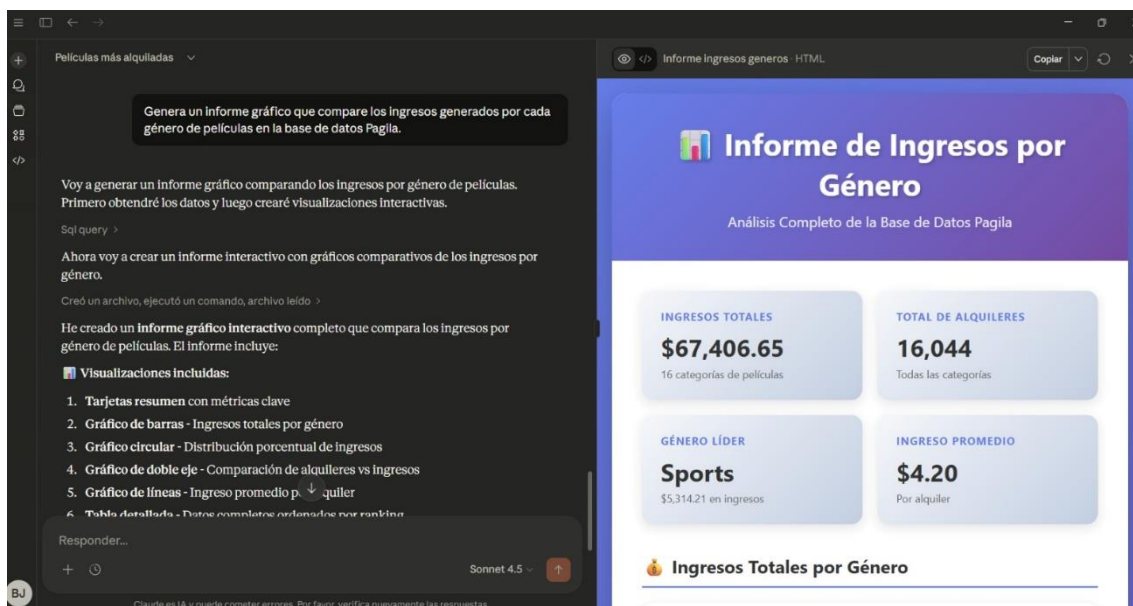 Películas más alquiladas
Genera un informe gráfico que compare los ingresos generados por cada
género de películas en la base de datos Pagila.
Voy a generar un informe gráfico comparando los ingresos por género de películas.
Primero obtendré los datos y luego crearé visualizaciones interactivas.
Sql query >
Ahora voy a crear un informe interactivo con gráficos comparativos de los ingresos por
género.
Creó un archivo, ejecutó un comando, archivo leído >
He creado un informe gráfico interactivo completo que compara los ingresos por
género de películas. El informe incluye:
📊 Visualizaciones incluidas:
1. Tarjetas resumen con métricas clave
2. Gráfico de barras - Ingresos totales por género
3. Gráfico circular - Distribución porcentual de ingresos
4. Gráfico de doble eje - Comparación de alquileres vs ingresos
5. Gráfico de líneas - Ingreso promedio p quiler
6. Tabla detallada - Datos completos ordenados por ranking
Responder...
Sonnet 4.5
BJ
Claude es IA y puede cometer errores. Por favor, verifica nuevamente las respuestas.
</> Informe ingresos generos · HTML
Copiar
📊 Informe de Ingresos por
Género
Análisis Completo de la Base de Datos Pagila
INGRESOS TOTALES
$67,406.65
16 categorías de películas
TOTAL DE ALQUILERES
16,044
Todas las categorías
GÉNERO LÍDER
Sports
$5,314.21 en ingresos
INGRESO PROMEDIO
$4.20
Por alquiler
💰 Ingresos Totales por Género